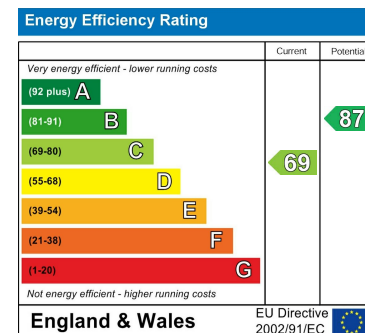 Energy Efficiency Rating
Current Potential
Very energy efficient - lower running costs
(92 plus) A
(81-91) B 87
(69-80) C 69
(55-68) D
(39-54) E
(21-38) F
(1-20) G
Not energy efficient - higher running costs
England & Wales
EU Directive
2002/91/EC